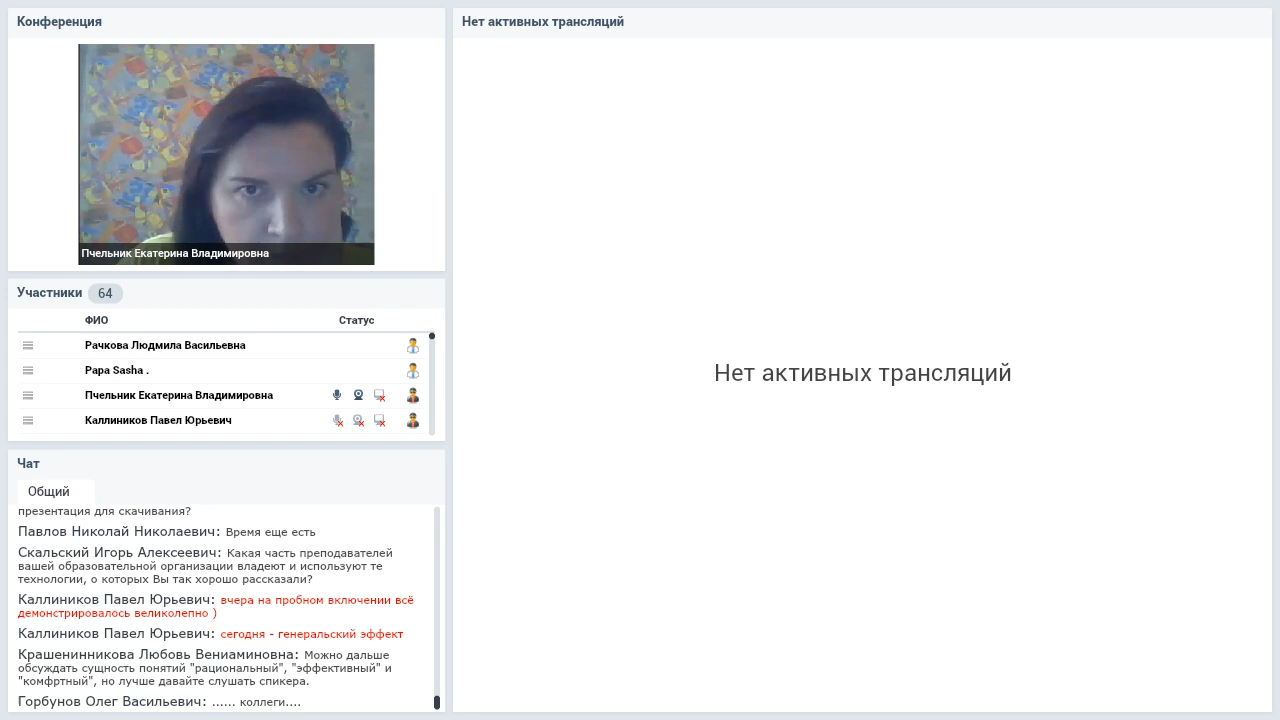 Конференция
Пчельник Екатерина Владимировна
Участники 64
ФИО Статус
Рачкова Людмила Васильевна
Papa Sasha .
Пчельник Екатерина Владимировна
Каллиников Павел Юрьевич
Чат
Общий
презентация для скачивания?
Павлов Николай Николаевич: Время еще есть
Скальский Игорь Алексеевич: Какая часть преподавателей
вашей образовательной организации владеют и используют те
технологии, о которых Вы так хорошо рассказали?
Каллиников Павел Юрьевич: вчера на пробном включении всё
демонстрировалось великолепно )
Каллиников Павел Юрьевич: сегодня - генеральский эффект
Крашенинникова Любовь Вениаминовна: Можно дальше
обсуждать сущность понятий "рациональный", "эффективный" и
"комфртный", но лучше давайте слушать спикера.
Горбунов Олег Васильевич: ...... коллеги....
Нет активных трансляций
Нет активных трансляций